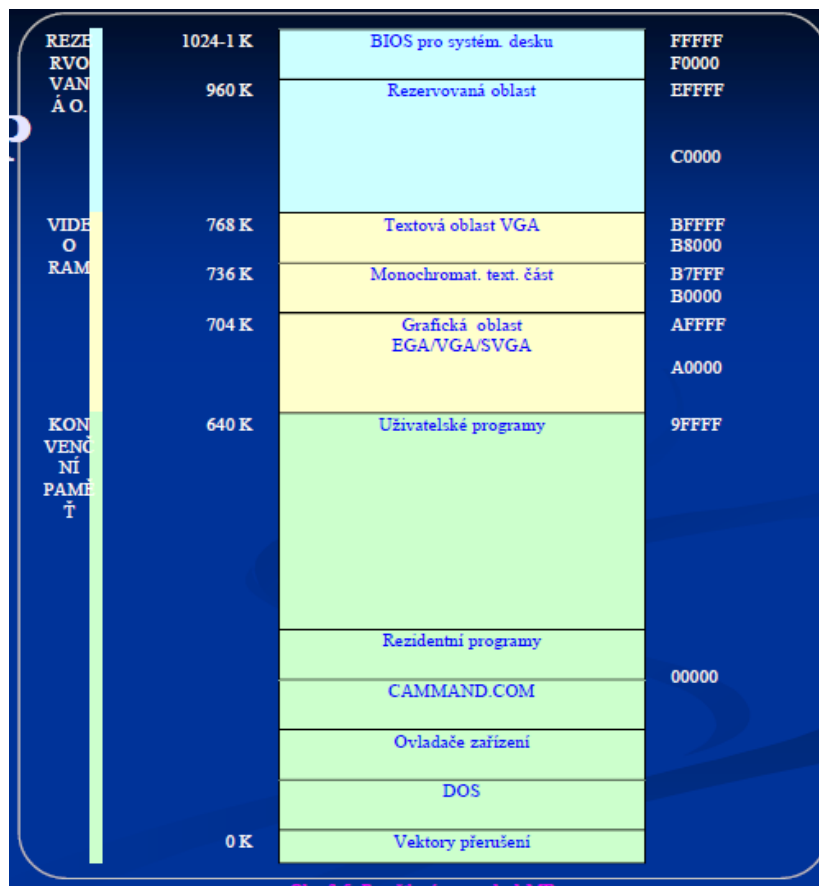 REZE 1024-1 K BIOS pro systém. desku FFFFF
RVO F0000
VAN 960 K Rezervovaná oblast EFFFF
Á O.
P
C0000
VIDE 768 K Textová oblast VGA BFFFF
O B8000
RAM 736 K Monochromat. text. část B7FFF
B0000
704 K Grafická oblast AFFFF
EGA/VGA/SVGA
A0000
KON 640 K Uživatelské programy 9FFFF
VENČ
NÍ
PAMĚ
Ť
Rezidentní programy
00000
CAMMAND.COM
Ovladače zařízení
DOS
0 K Vektory přerušení